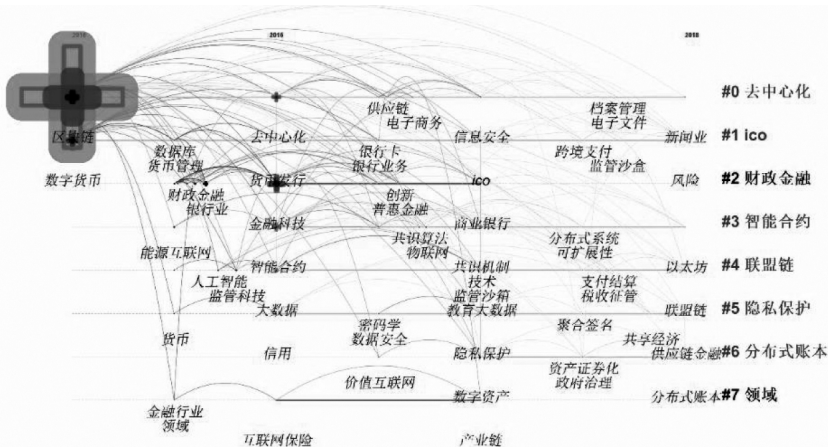 2016
2018
供应链
档案管理
#0 去中心化
电子商务
电子文件
区块链
去中心化
信息安全
新闻业
#1 ico
数据库
银行卡
跨境支付
货币管理
银行业务
监管沙盒
数字货币
货币发行
ico
风险
#2 财政金融
财政金融
创新
银行业
普惠金融
金融科技
商业银行
#3 智能合约
能源互联网
共识算法
分布式系统
物联网
可扩展性
智能合约
共识机制
以太坊
#4 联盟链
人工智能
技术
支付结算
监管科技
监管沙箱
税收征管
大数据
教育大数据
联盟链
#5 隐私保护
货币
密码学
聚合签名
数据安全
共享经济
信用
隐私保护
供应链金融
#6 分布式账本
资产证券化
价值互联网
政府治理
数字资产
分布式账本
#7 领域
金融行业
领域
互联网保险
产业链